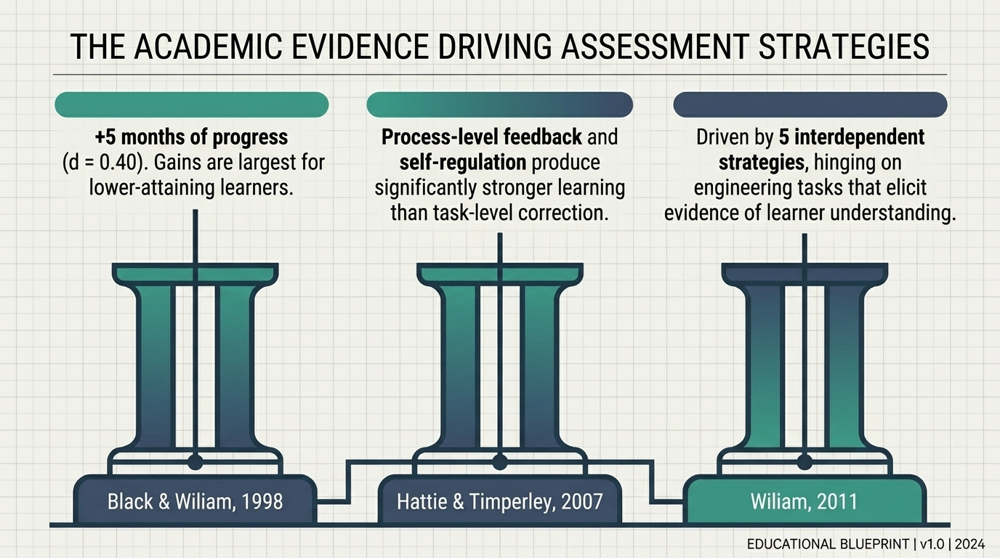 THE ACADEMIC EVIDENCE DRIVING ASSESSMENT STRATEGIES
+5 months of progress
(d = 0.40). Gains are largest for
lower-attaining learners.
Process-level feedback and
self-regulation produce
significantly stronger learning
than task-level correction.
Driven by 5 interdependent
strategies, hinging on
engineering tasks that elicit
evidence of learner understanding.
Black & Wiliam, 1998
Hattie & Timperley, 2007
Wiliam, 2011
EDUCATIONAL BLUEPRINT | v1.0 | 2024